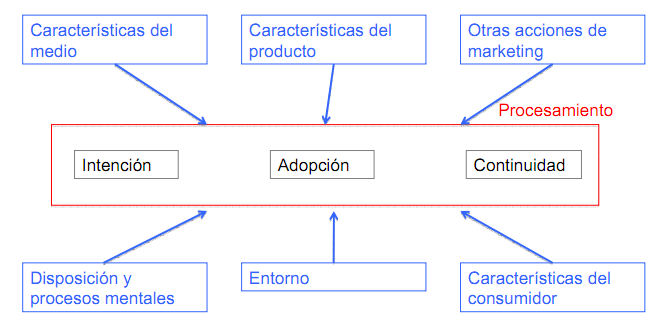 Características del
medio
Características del
producto
Otras acciones de
marketing
Procesamiento
Intención
Adopción
Continuidad
Disposición y
procesos mentales
Entorno
Características del
consumidor